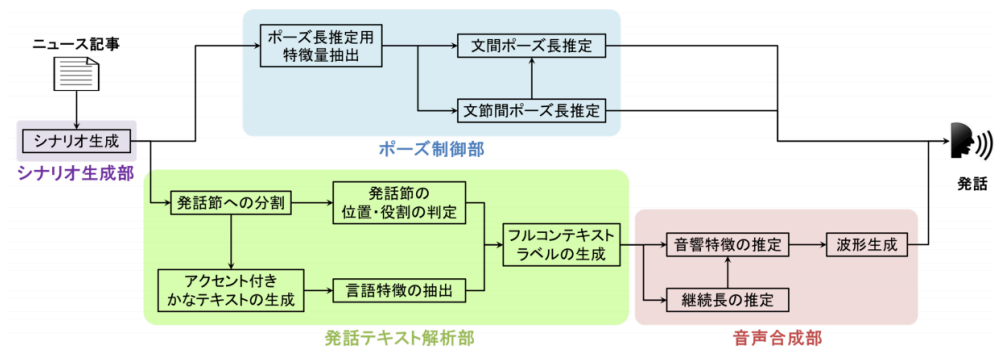 ニュース記事
シナリオ生成
シナリオ生成部
ポーズ長推定用
特徴量抽出
文間ポーズ長推定
文節間ポーズ長推定
ポーズ制御部
発話節への分割
発話節の
位置・役割の判定
アクセント付き
かなテキストの生成
言語特徴の抽出
フルコンテキスト
ラベルの生成
発話テキスト解析部
音響特徴の推定
継続長の推定
波形生成
音声合成部
発話